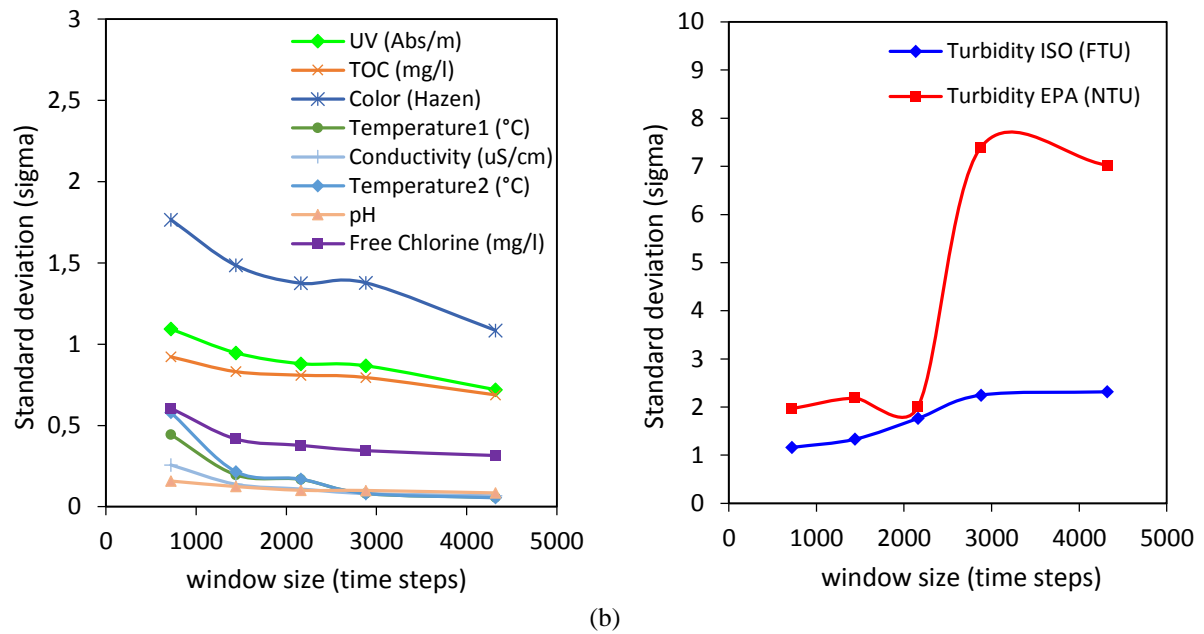 3
2,5
2
1,5
1
0,5
0
Standard deviation (sigma)
UV (Abs/m)
TOC (mg/l)
Color (Hazen)
Temperature1 (°C)
Conductivity (uS/cm)
Temperature2 (°C)
pH
Free Chlorine (mg/l)
0 1000 2000 3000 4000 5000
window size (time steps)
10
9
8
7
6
5
4
3
2
1
0
Standard deviation (sigma)
Turbidity ISO (FTU)
Turbidity EPA (NTU)
0 1000 2000 3000 4000 5000
window size (time steps)
(b)